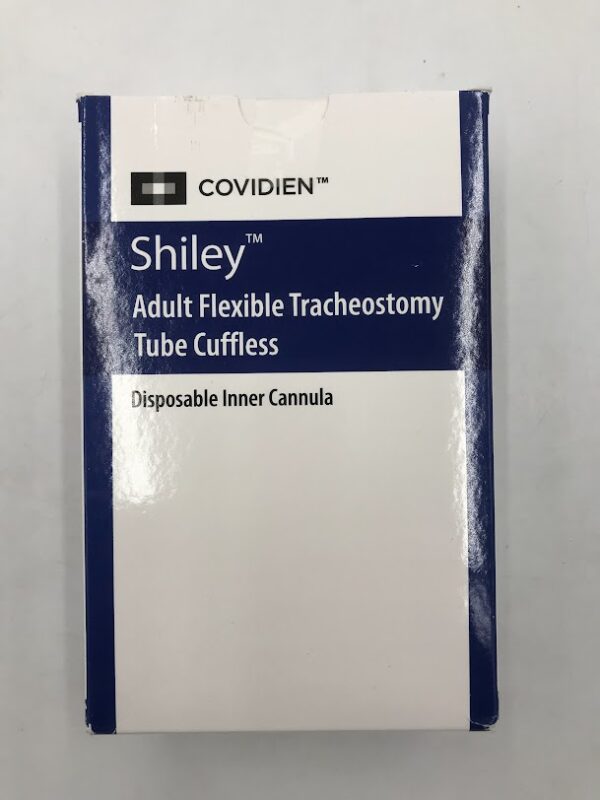 COVIDIEN™
Shiley™
Adult Flexible Tracheostomy
Tube Cuffless
Disposable Inner Cannula